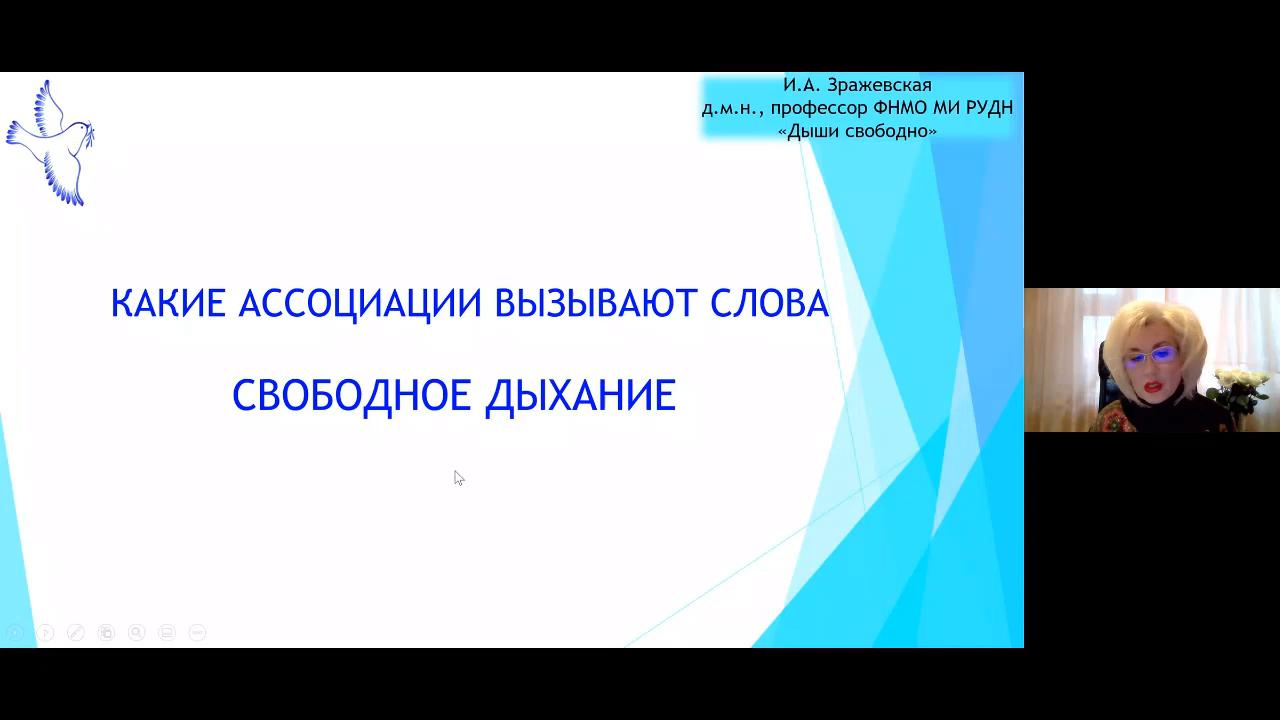 И.А. Зражевская
д.м.н., профессор ФНМО МИ РУДН
«Дыши свободно»
КАКИЕ АССОЦИАЦИИ ВЫЗЫВАЮТ СЛОВА
СВОБОДНОЕ ДЫХАНИЕ